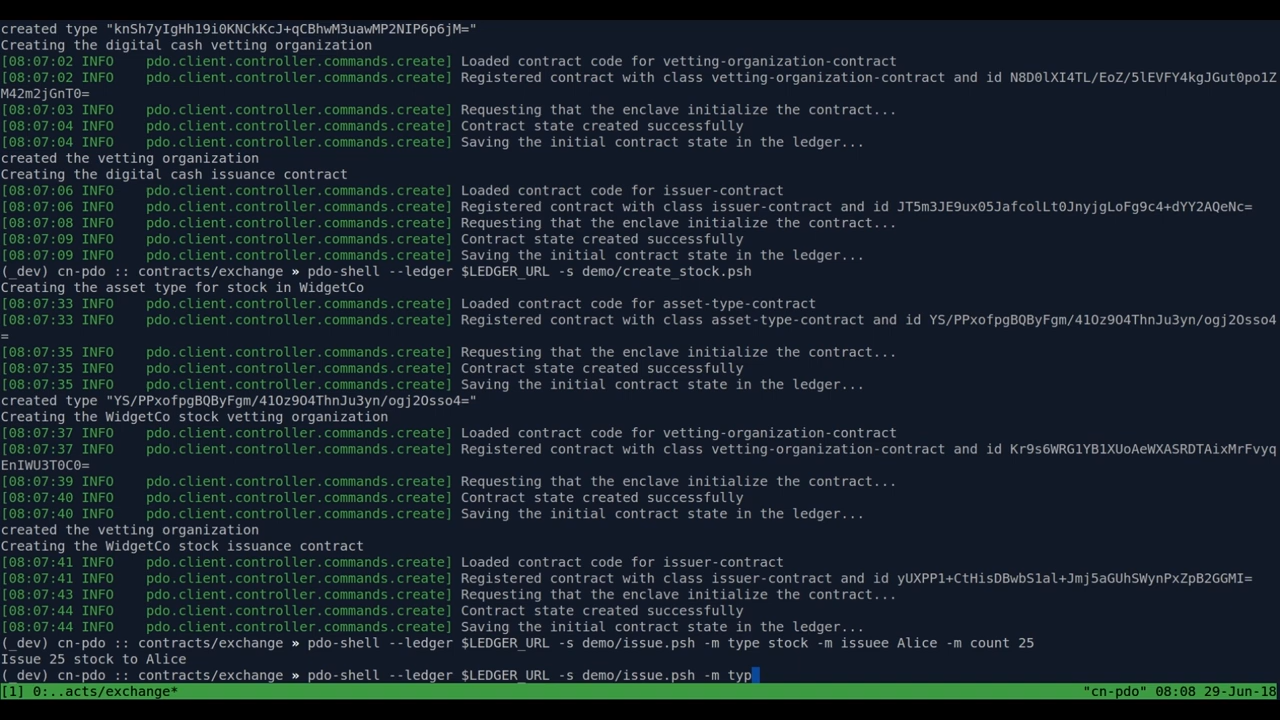 created type "knSh7yIgHh19i0KNCkKcJ+qCBhwM3uawMP2NIP6p6jM="
Creating the digital cash vetting organization
[08:07:02 INFO    pdo.client.controller.commands.create] Loaded contract code for vetting-organization-contract
[08:07:02 INFO    pdo.client.controller.commands.create] Registered contract with class vetting-organization-contract and id N8D0lXI4TL/EoZ/5lEVFY4kgJGut0po1Z
M42m2jGnT0=
[08:07:03 INFO    pdo.client.controller.commands.create] Requesting that the enclave initialize the contract...
[08:07:04 INFO    pdo.client.controller.commands.create] Contract state created successfully
[08:07:04 INFO    pdo.client.controller.commands.create] Saving the initial contract state in the ledger...
created the vetting organization
Creating the digital cash issuance contract
[08:07:06 INFO    pdo.client.controller.commands.create] Loaded contract code for issuer-contract
[08:07:06 INFO    pdo.client.controller.commands.create] Registered contract with class issuer-contract and id JT5m3JE9ux05JafcolLt0JnyjgLoFg9c4+dYY2AQeNc=
[08:07:08 INFO    pdo.client.controller.commands.create] Requesting that the enclave initialize the contract...
[08:07:09 INFO    pdo.client.controller.commands.create] Contract state created successfully
[08:07:09 INFO    pdo.client.controller.commands.create] Saving the initial contract state in the ledger...
(_dev) cn-pdo :: contracts/exchange » pdo-shell --ledger $LEDGER_URL -s demo/create_stock.psh
Creating the asset type for stock in WidgetCo
[08:07:33 INFO    pdo.client.controller.commands.create] Loaded contract code for asset-type-contract
[08:07:33 INFO    pdo.client.controller.commands.create] Registered contract with class asset-type-contract and id YS/PPxofpgBQByFgm/41Oz9O4ThnJu3yn/ogj2Osso4
=
[08:07:35 INFO    pdo.client.controller.commands.create] Requesting that the enclave initialize the contract...
[08:07:35 INFO    pdo.client.controller.commands.create] Contract state created successfully
[08:07:35 INFO    pdo.client.controller.commands.create] Saving the initial contract state in the ledger...
created type "YS/PPxofpgBQByFgm/41Oz9O4ThnJu3yn/ogj2Osso4="
Creating the WidgetCo stock vetting organization
[08:07:37 INFO    pdo.client.controller.commands.create] Loaded contract code for vetting-organization-contract
[08:07:37 INFO    pdo.client.controller.commands.create] Registered contract with class vetting-organization-contract and id Kr9s6WRG1YB1XUoAeWXASRDTAixMrFvyq
EnIWU3T0C0=
[08:07:39 INFO    pdo.client.controller.commands.create] Requesting that the enclave initialize the contract...
[08:07:40 INFO    pdo.client.controller.commands.create] Contract state created successfully
[08:07:40 INFO    pdo.client.controller.commands.create] Saving the initial contract state in the ledger...
created the vetting organization
Creating the WidgetCo stock issuance contract
[08:07:41 INFO    pdo.client.controller.commands.create] Loaded contract code for issuer-contract
[08:07:41 INFO    pdo.client.controller.commands.create] Registered contract with class issuer-contract and id yUXPP1+CtHisDBwbS1al+Jmj5aGUhSWynPxZpB2GGMI=
[08:07:43 INFO    pdo.client.controller.commands.create] Requesting that the enclave initialize the contract...
[08:07:44 INFO    pdo.client.controller.commands.create] Contract state created successfully
[08:07:44 INFO    pdo.client.controller.commands.create] Saving the initial contract state in the ledger...
(_dev) cn-pdo :: contracts/exchange » pdo-shell --ledger $LEDGER_URL -s demo/issue.psh -m type stock -m issuee Alice -m count 25
Issue 25 stock to Alice
(_dev) cn-pdo :: contracts/exchange » pdo-shell --ledger $LEDGER_URL -s demo/issue.psh -m typ
[1] 0:..acts/exchange* "cn-pdo" 08:08 29-Jun-18